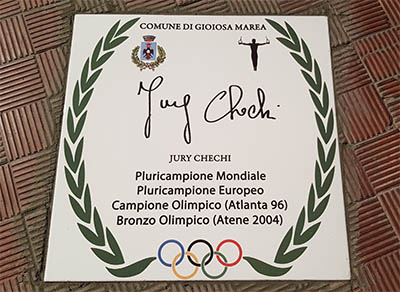 COMUNE DI GIOIOSA MAREA
Jury Chechi
JURY CHECHI
Pluricampione Mondiale
Pluricampione Europeo
Campione Olimpico (Atlanta 96)
Bronzo Olimpico (Atene 2004)